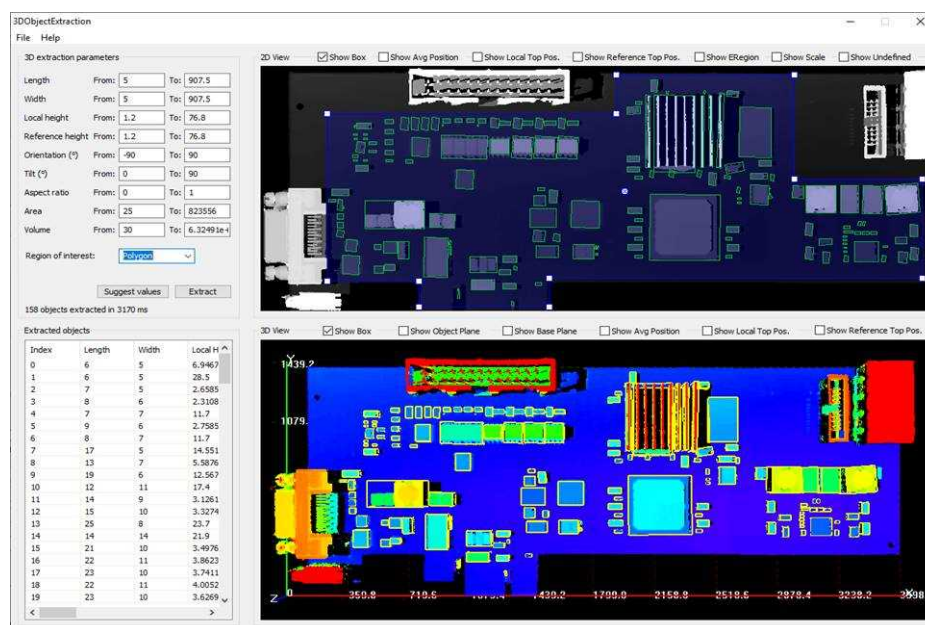 3DObjectExtraction
File Help
3D extraction parameters
Length From: 5 To: 907.5
Width From: 5 To: 907.5
Local height From: 1.2 To: 76.8
Reference height From: 1.2 To: 76.8
Orientation (°) From: -90 To: 90
Tilt (°) From: 0 To: 90
Aspect ratio From: 0 To: 1
Area From: 25 To: 823556
Volume From: 30 To: 6.32491e+
Region of interest: Polygon
Suggest values Extract
158 objects extracted in 3170 ms
2D View Show Box Show Avg Position Show Local Top Pos. Show Reference Top Pos. Show ERegion Show Scale Show Undefined
Extracted objects
Index Length Width Local H
0 6 5 6.9467
1 6 5 28.5
2 7 5 2.6585
3 8 6 2.3108
4 7 7 11.7
5 9 6 2.7585
6 8 7 11.7
7 17 5 14.551
8 13 7 5.5876
9 19 6 12.567
10 12 11 17.4
11 14 9 3.1261
12 15 10 3.3274
13 25 8 23.7
14 14 14 21.9
15 21 10 3.4976
16 22 11 3.8623
17 23 10 3.7411
18 22 11 4.0052
19 23 10 3.6269
3D View Show Box Show Object Plane Show Base Plane Show Avg Position Show Local Top Pos. Show Reference Top Pos.
Y
1439.2
1079.
Z 359.8 719.6 1439.2 1799.0 2158.8 2518.6 2878.4 3238.2